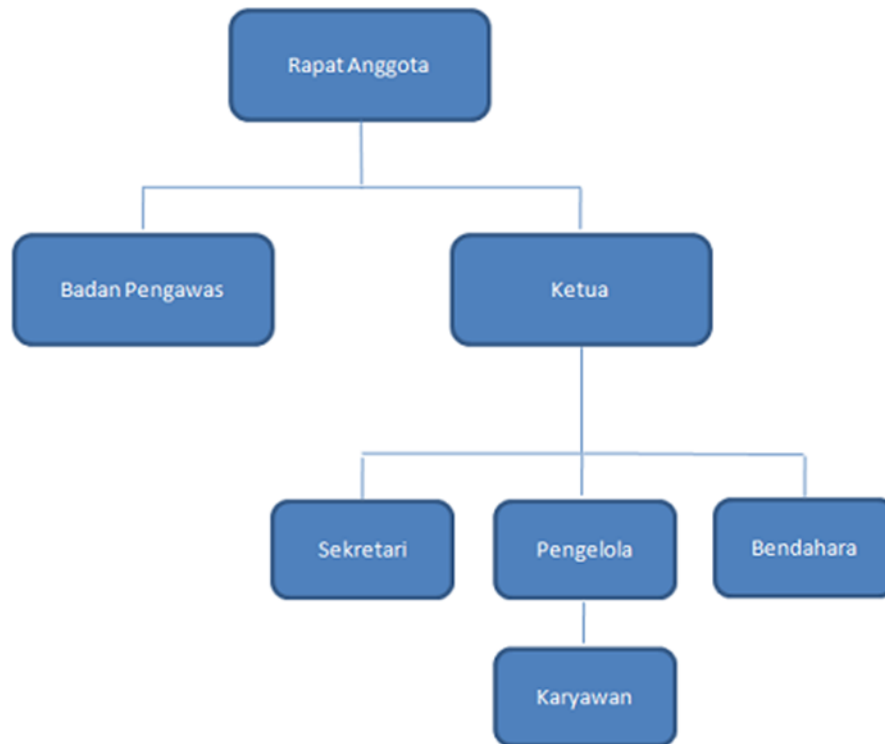 Rapat Anggota
Badan Pengawas
Ketua
Sekretari
Pengelola
Bendahara
Karyawan